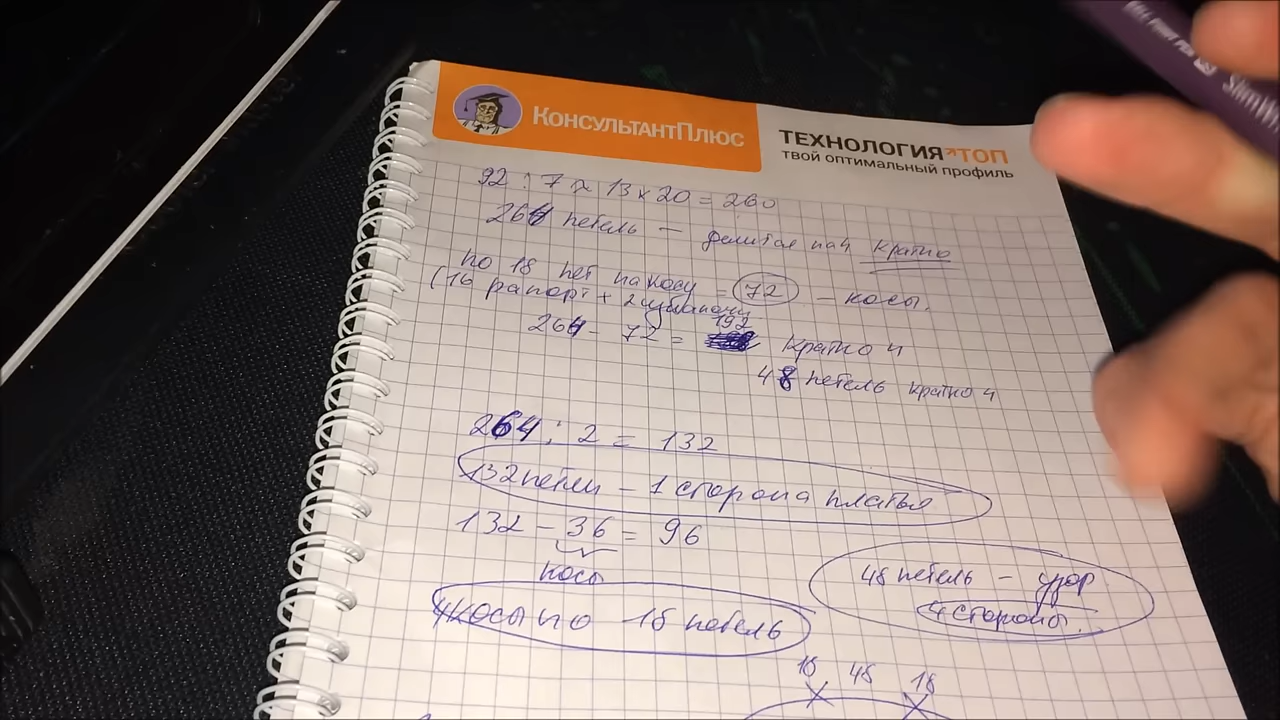 КонсультантПлюс
ТЕХНОЛОГИЯ ТОП
твой оптимальный профиль
92 : 7 ≈ 13 × 20 = 260
264 петель — делится на 4 кратно
по 18 пет на косу = 72 — косы.
(16 рапорт + 2
264 - 72 = 192 кратно 4
48 петель кратно 4
264 : 2 = 132
132 петли - 1 сторона платья
132 - 36 = 96
косы
48 петель - узор
4 стороны.
4 косы по 18 петель
18 48 18